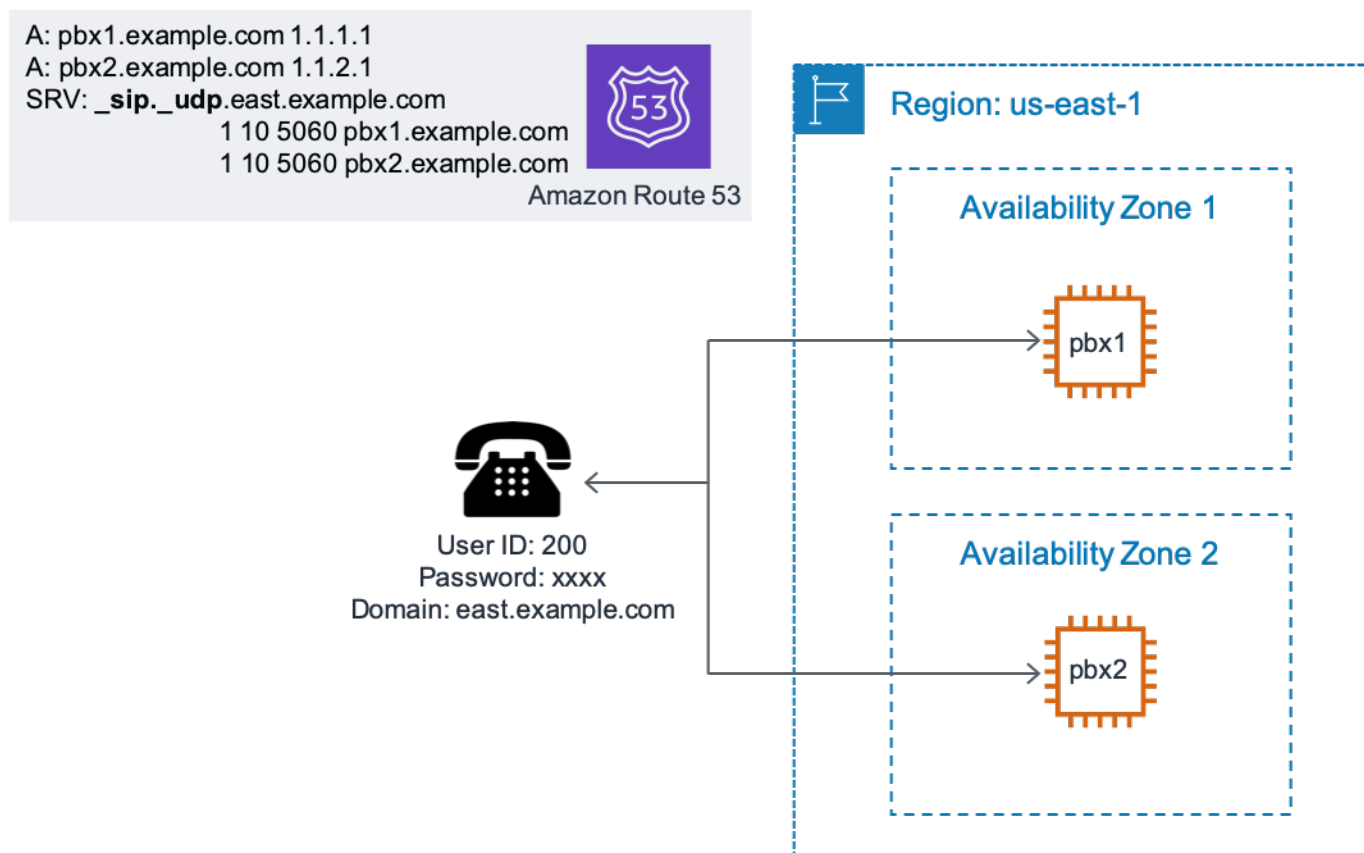 A: pbx1.example.com 1.1.1.1
A: pbx2.example.com 1.1.2.1
SRV: _sip._udp.east.example.com
1 10 5060 pbx1.example.com
1 10 5060 pbx2.example.com
53
Amazon Route 53
Region: us-east-1
Availability Zone 1
pbx1
User ID: 200
Password: xxxx
Domain: east.example.com
Availability Zone 2
pbx2